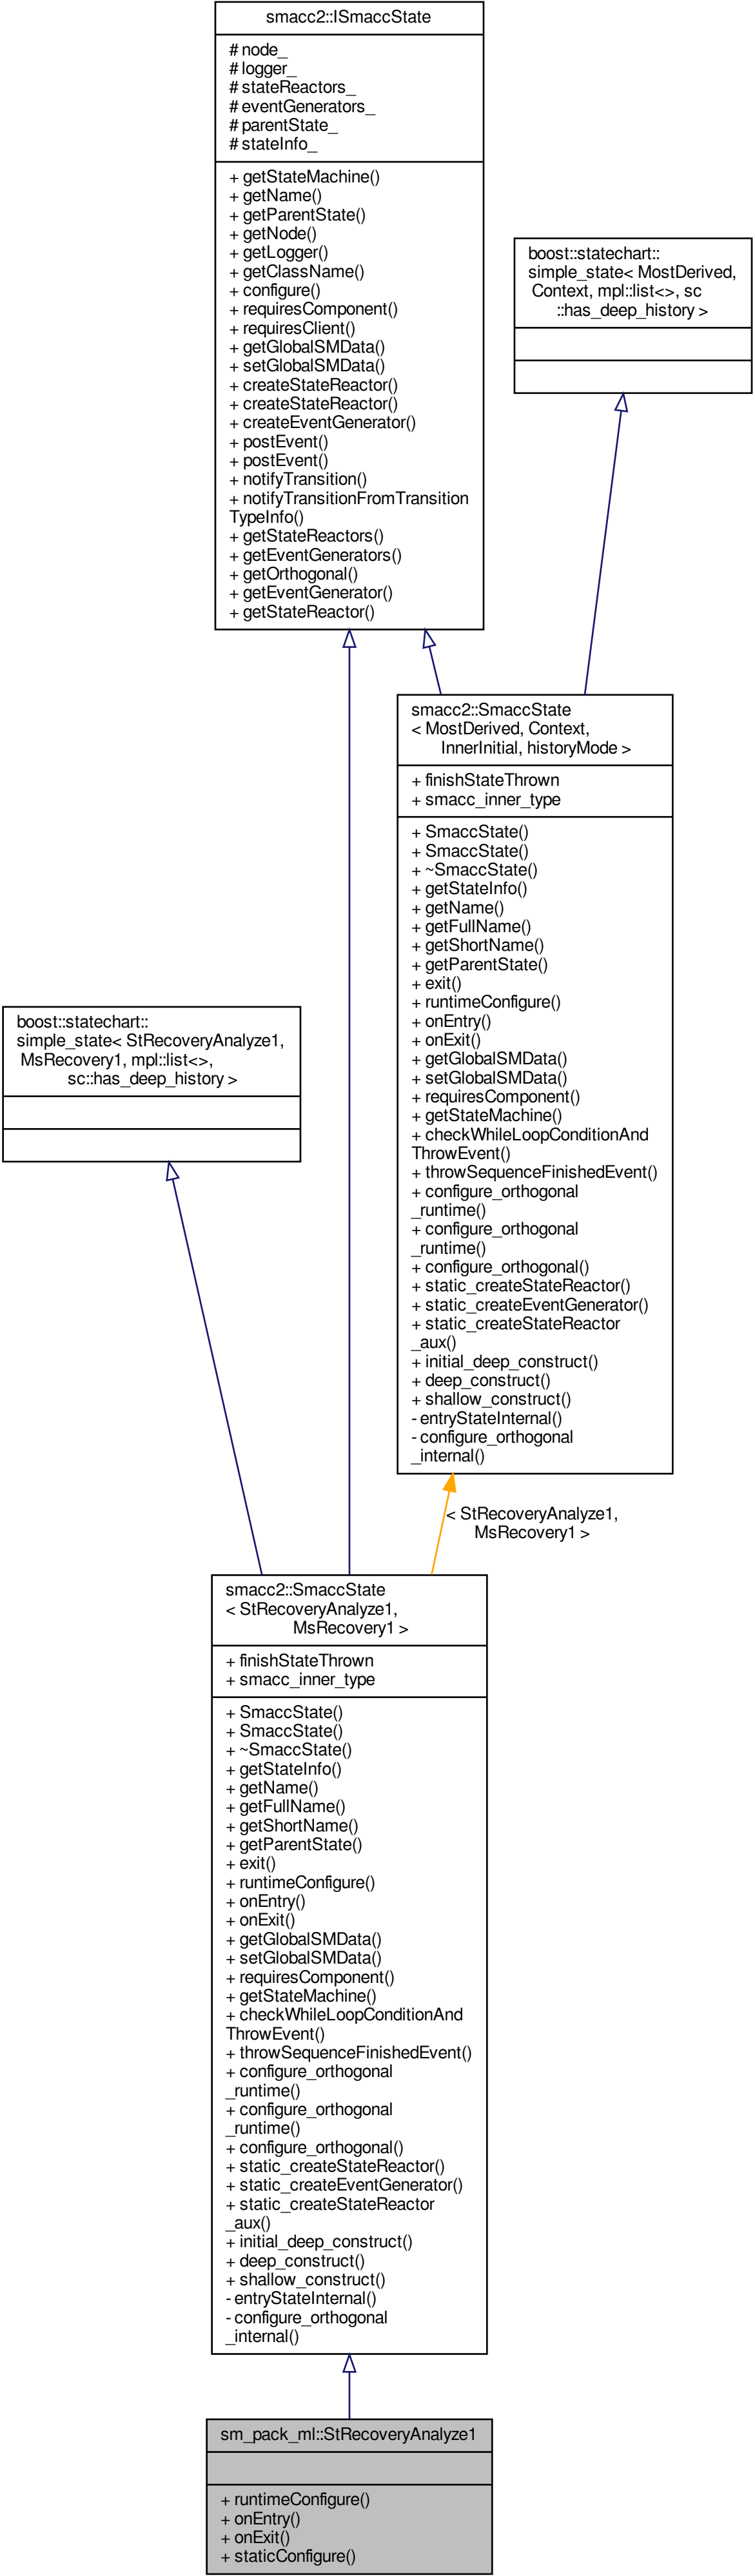 smacc2::ISmaccState
# node_
# logger_
# stateReactors_
# eventGenerators_
# parentState_
# stateInfo_
+ getStateMachine()
+ getName()
+ getParentState()
+ getNode()
+ getLogger()
+ getClassName()
+ configure()
+ requiresComponent()
+ requiresClient()
+ getGlobalSMData()
+ setGlobalSMData()
+ createStateReactor()
+ createStateReactor()
+ createEventGenerator()
+ postEvent()
+ postEvent()
+ notifyTransition()
+ notifyTransitionFromTransition
TypeInfo()
+ getStateReactors()
+ getEventGenerators()
+ getOrthogonal()
+ getEventGenerator()
+ getStateReactor()
boost::statechart::
simple_state< MostDerived,
Context, mpl::list<>, sc
::has_deep_history >
smacc2::SmaccState
< MostDerived, Context,
InnerInitial, historyMode >
+ finishStateThrown
+ smacc_inner_type
+ SmaccState()
+ SmaccState()
+ ~SmaccState()
+ getStateInfo()
+ getName()
+ getFullName()
+ getShortName()
+ getParentState()
+ exit()
+ runtimeConfigure()
+ onEntry()
+ onExit()
+ getGlobalSMData()
+ setGlobalSMData()
+ requiresComponent()
+ getStateMachine()
+ checkWhileLoopConditionAnd
ThrowEvent()
+ throwSequenceFinishedEvent()
+ configure_orthogonal
_runtime()
+ configure_orthogonal
_runtime()
+ configure_orthogonal()
+ static_createStateReactor()
+ static_createEventGenerator()
+ static_createStateReactor
_aux()
+ initial_deep_construct()
+ deep_construct()
+ shallow_construct()
- entryStateInternal()
- configure_orthogonal
_internal()
boost::statechart::
simple_state< StRecoveryAnalyze1,
MsRecovery1, mpl::list<>,
sc::has_deep_history >
< StRecoveryAnalyze1,
MsRecovery1 >
smacc2::SmaccState
< StRecoveryAnalyze1,
MsRecovery1 >
+ finishStateThrown
+ smacc_inner_type
+ SmaccState()
+ SmaccState()
+ ~SmaccState()
+ getStateInfo()
+ getName()
+ getFullName()
+ getShortName()
+ getParentState()
+ exit()
+ runtimeConfigure()
+ onEntry()
+ onExit()
+ getGlobalSMData()
+ setGlobalSMData()
+ requiresComponent()
+ getStateMachine()
+ checkWhileLoopConditionAnd
ThrowEvent()
+ throwSequenceFinishedEvent()
+ configure_orthogonal
_runtime()
+ configure_orthogonal
_runtime()
+ configure_orthogonal()
+ static_createStateReactor()
+ static_createEventGenerator()
+ static_createStateReactor
_aux()
+ initial_deep_construct()
+ deep_construct()
+ shallow_construct()
- entryStateInternal()
- configure_orthogonal
_internal()
sm_pack_ml::StRecoveryAnalyze1
+ runtimeConfigure()
+ onEntry()
+ onExit()
+ staticConfigure()